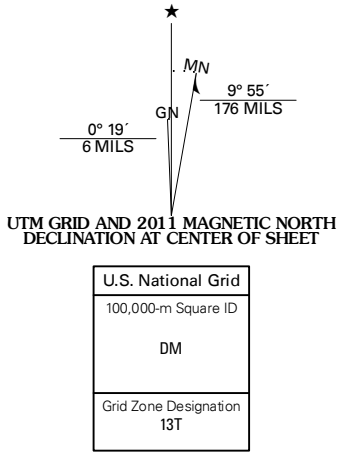 ★
MN
GN
9° 55´
176 MILS
0° 19´
6 MILS
UTM GRID AND 2011 MAGNETIC NORTH
DECLINATION AT CENTER OF SHEET
U.S. National Grid
100,000-m Square ID
DM
Grid Zone Designation
13T